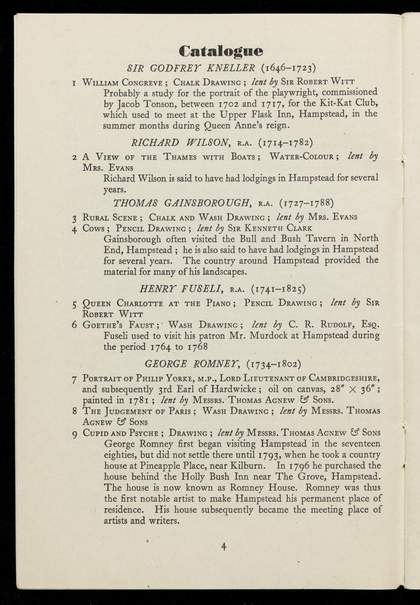 Catalogue
SIR GODFREY KNELLER (1646–1723)
1 William Congreve ; Chalk Drawing ; lent by Sir Robert Witt
Probably a study for the portrait of the playwright, commissioned
by Jacob Tonson, between 1702 and 1717, for the Kit-Kat Club,
which used to meet at the Upper Flask Inn, Hampstead, in the
summer months during Queen Anne's reign.
RICHARD WILSON, R.A. (1714–1782)
2 A View of the Thames with Boats ; Water-Colour ; lent by
Mrs. Evans
Richard Wilson is said to have had lodgings in Hampstead for several
years.
THOMAS GAINSBOROUGH, R.A. (1727–1788)
3 Rural Scene ; Chalk and Wash Drawing ; lent by Mrs. Evans
4 Cows ; Pencil Drawing ; lent by Sir Kenneth Clark
Gainsborough often visited the Bull and Bush Tavern in North
End, Hampstead ; he is also said to have had lodgings in Hampstead
for several years. The country around Hampstead provided the
material for many of his landscapes.
HENRY FUSELI, R.A. (1741–1825)
5 Queen Charlotte at the Piano ; Pencil Drawing ; lent by Sir
Robert Witt
6 Goethe's Faust ; Wash Drawing ; lent by C. R. Rudolf, Esq.
Fuseli used to visit his patron Mr. Murdock at Hampstead during
the period 1764 to 1768
GEORGE ROMNEY, (1734–1802)
7 Portrait of Philip Yorke, M.P., Lord Lieutenant of Cambridgeshire,
and subsequently 3rd Earl of Hardwicke ; oil on canvas, 28″ × 36″ ;
painted in 1781 ; lent by Messrs. Thomas Agnew & Sons.
8 The Judgement of Paris ; Wash Drawing ; lent by Messrs. Thomas
Agnew & Sons
9 Cupid and Psyche ; Drawing ; lent by Messrs. Thomas Agnew & Sons
George Romney first began visiting Hampstead in the seventeen
eighties, but did not settle there until 1793, when he took a country
house at Pineapple Place, near Kilburn. In 1796 he purchased the
house behind the Holly Bush Inn near The Grove, Hampstead.
The house is now known as Romney House. Romney was thus
the first notable artist to make Hampstead his permanent place of
residence. His house subsequently became the meeting place of
artists and writers.
4